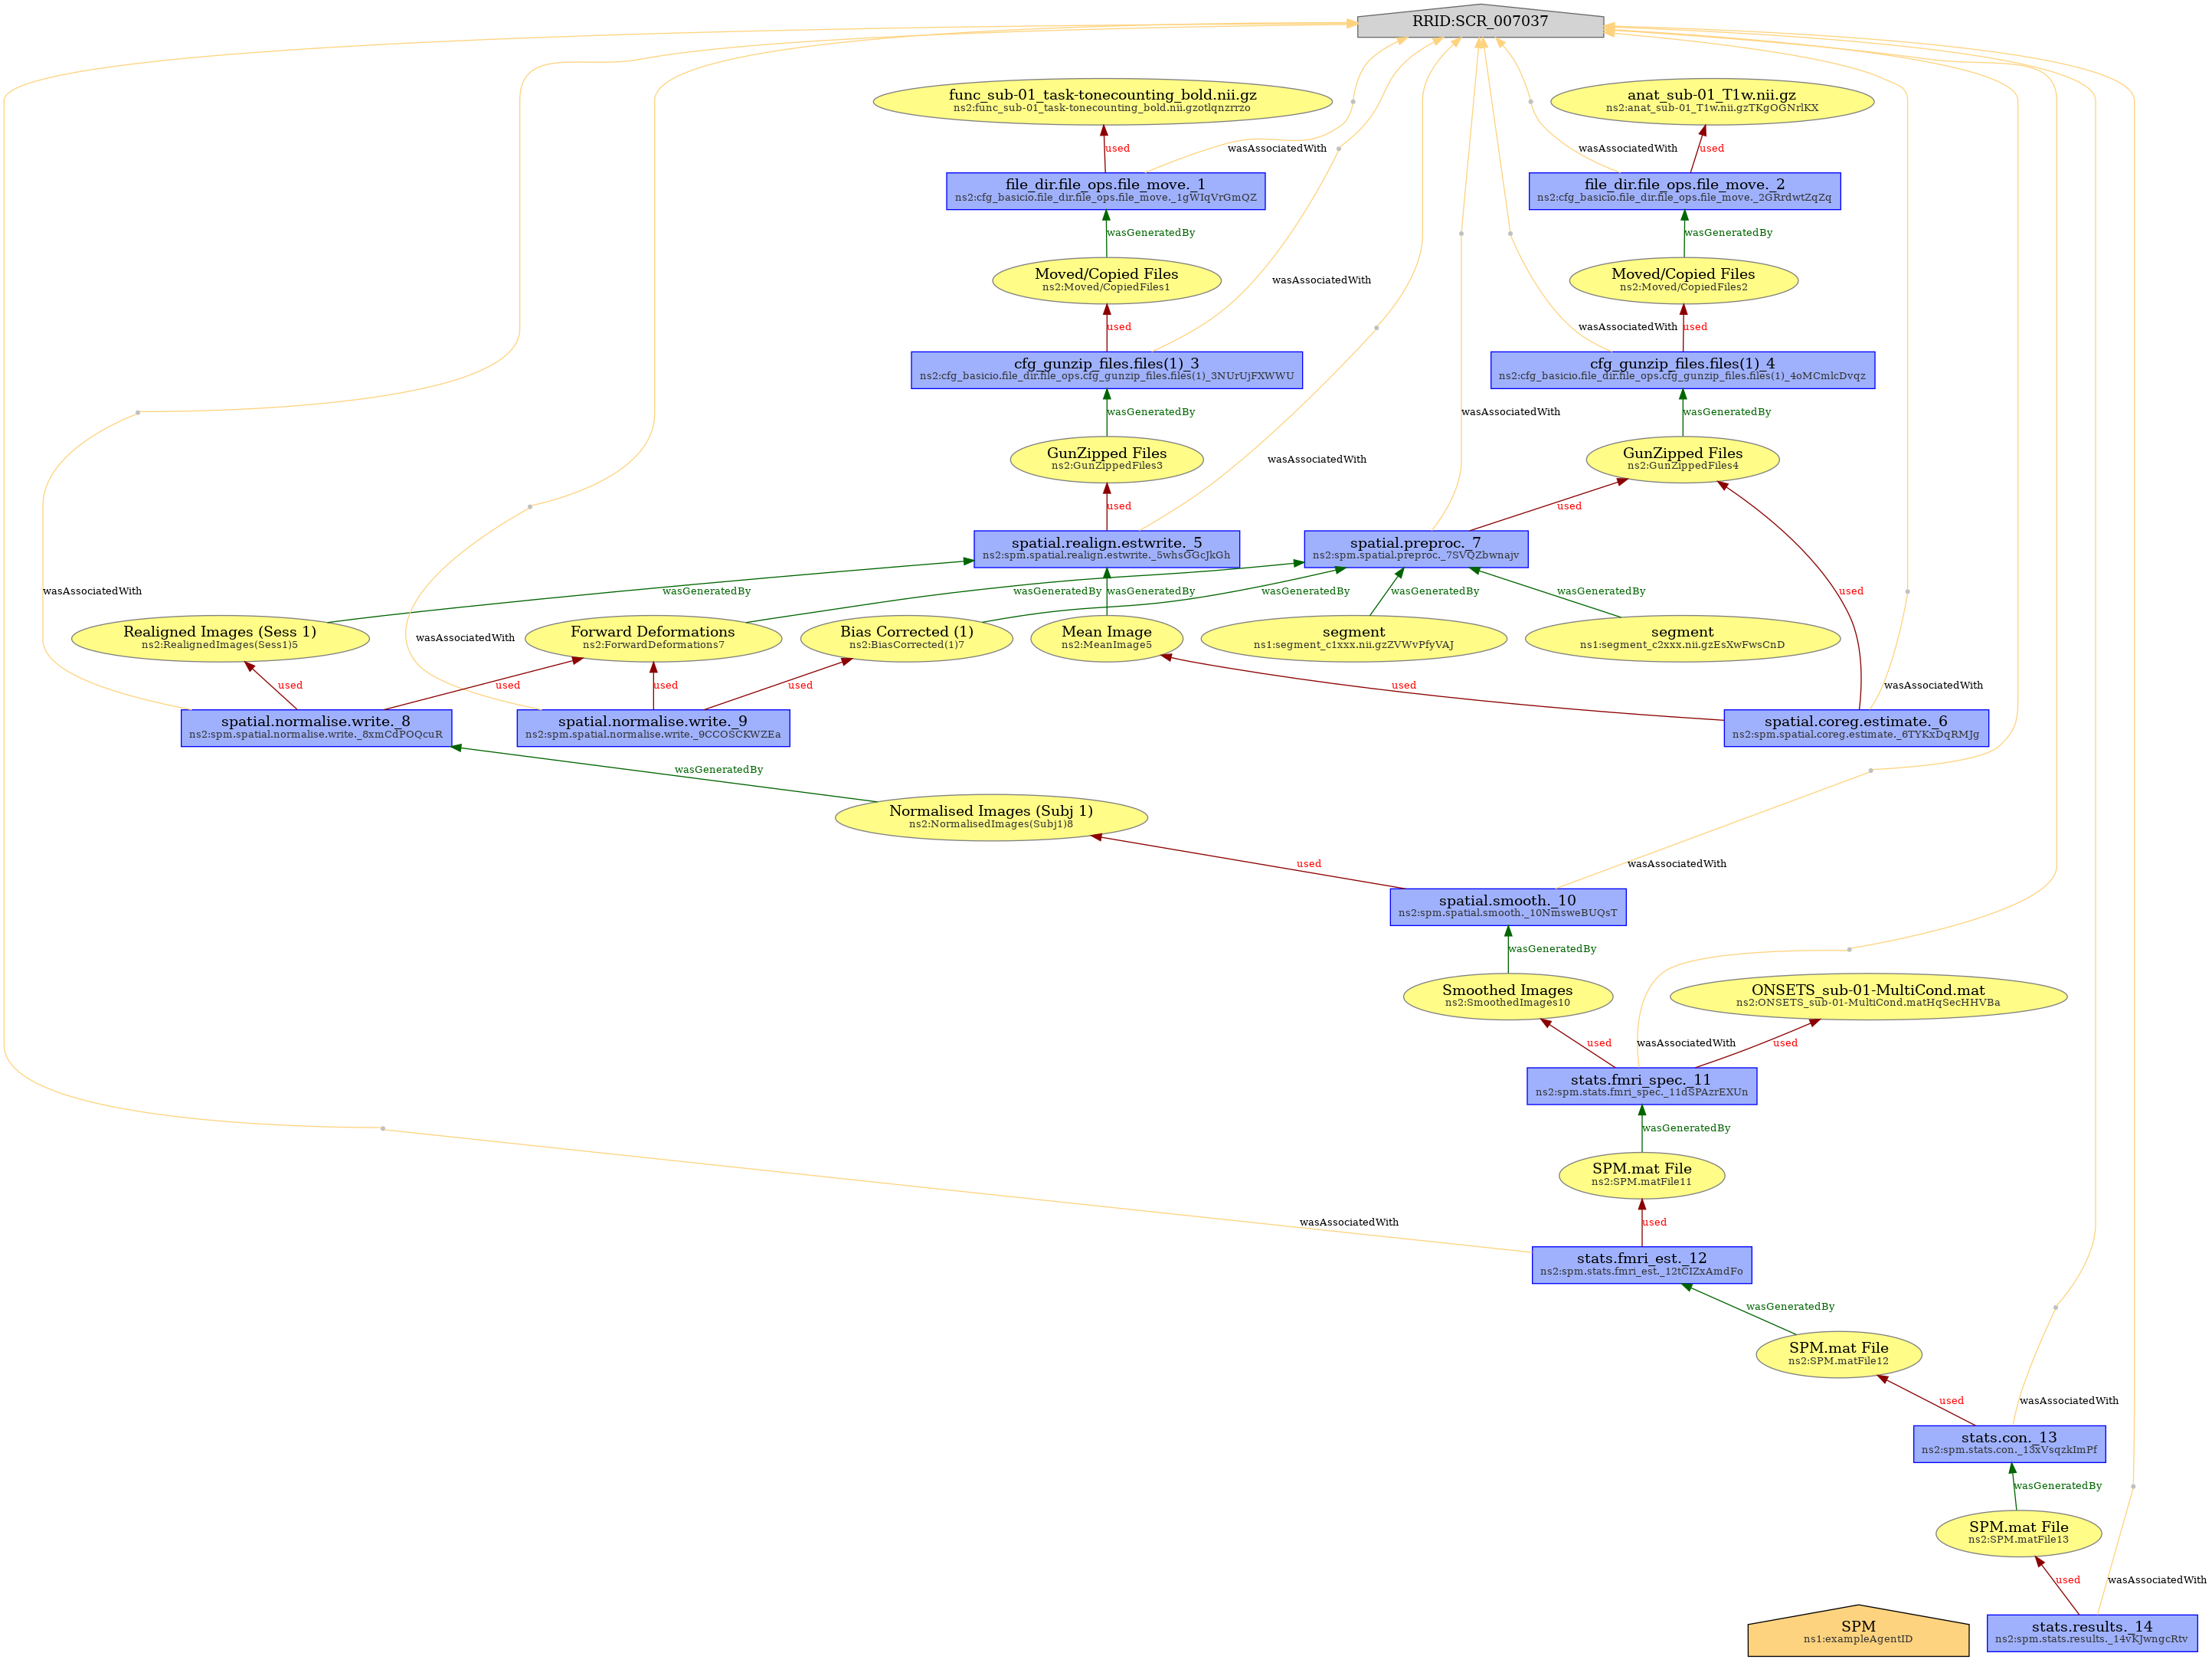 RRID:SCR_007037
func_sub-01_task-tonecounting_bold.nii.gz
ns2:func_sub-01_task-tonecounting_bold.nii.gzotlqnzrrzo
anat_sub-01_T1w.nii.gz
ns2:anat_sub-01_T1w.nii.gzTKgOGNrlKX
used
wasAssociatedWith
wasAssociatedWith
used
file_dir.file_ops.file_move._1
ns2:cfg_basicio.file_dir.file_ops.file_move._1gWIqVrGmQZ
file_dir.file_ops.file_move._2
ns2:cfg_basicio.file_dir.file_ops.file_move._2GRrdwtZqZq
wasGeneratedBy
wasGeneratedBy
Moved/Copied Files
ns2:Moved/CopiedFiles1
wasAssociatedWith
Moved/Copied Files
ns2:Moved/CopiedFiles2
used
wasAssociatedWith
used
cfg_gunzip_files.files(1)_3
ns2:cfg_basicio.file_dir.file_ops.cfg_gunzip_files.files(1)_3NUrUjFXWWU
cfg_gunzip_files.files(1)_4
ns2:cfg_basicio.file_dir.file_ops.cfg_gunzip_files.files(1)_4oMCmlcDvqz
wasGeneratedBy
wasAssociatedWith
wasGeneratedBy
GunZipped Files
ns2:GunZippedFiles3
wasAssociatedWith
GunZipped Files
ns2:GunZippedFiles4
used
used
spatial.realign.estwrite._5
ns2:spm.spatial.realign.estwrite._5whsGGcJkGh
spatial.preproc._7
ns2:spm.spatial.preproc._7SVQZbwnajv
wasAssociatedWith
wasGeneratedBy
wasGeneratedBy
wasGeneratedBy
wasGeneratedBy
wasGeneratedBy
wasGeneratedBy
used
Realigned Images (Sess 1)
ns2:RealignedImages(Sess1)5
wasAssociatedWith
Forward Deformations
ns2:ForwardDeformations7
Bias Corrected (1)
ns2:BiasCorrected(1)7
Mean Image
ns2:MeanImage5
segment
ns1:segment_c1xxx.nii.gzZVWvPfyVAJ
segment
ns1:segment_c2xxx.nii.gzEsXwFwsCnD
used
used
used
used
used
wasAssociatedWith
spatial.normalise.write._8
ns2:spm.spatial.normalise.write._8xmCdPOQcuR
spatial.normalise.write._9
ns2:spm.spatial.normalise.write._9CCOSCKWZEa
spatial.coreg.estimate._6
ns2:spm.spatial.coreg.estimate._6TYKxDqRMJg
wasGeneratedBy
Normalised Images (Subj 1)
ns2:NormalisedImages(Subj1)8
used
wasAssociatedWith
spatial.smooth._10
ns2:spm.spatial.smooth._10NmsweBUQsT
wasGeneratedBy
Smoothed Images
ns2:SmoothedImages10
ONSETS_sub-01-MultiCond.mat
ns2:ONSETS_sub-01-MultiCond.matHqSecHHVBa
used
wasAssociatedWith
used
stats.fmri_spec._11
ns2:spm.stats.fmri_spec._11dSPAzrEXUn
wasGeneratedBy
SPM.mat File
ns2:SPM.matFile11
wasAssociatedWith
used
stats.fmri_est._12
ns2:spm.stats.fmri_est._12tCIZxAmdFo
wasGeneratedBy
SPM.mat File
ns2:SPM.matFile12
used
wasAssociatedWith
stats.con._13
ns2:spm.stats.con._13xVsqzkImPf
wasGeneratedBy
SPM.mat File
ns2:SPM.matFile13
used
wasAssociatedWith
SPM
ns1:exampleAgentID
stats.results._14
ns2:spm.stats.results._14vKJwngcRtv